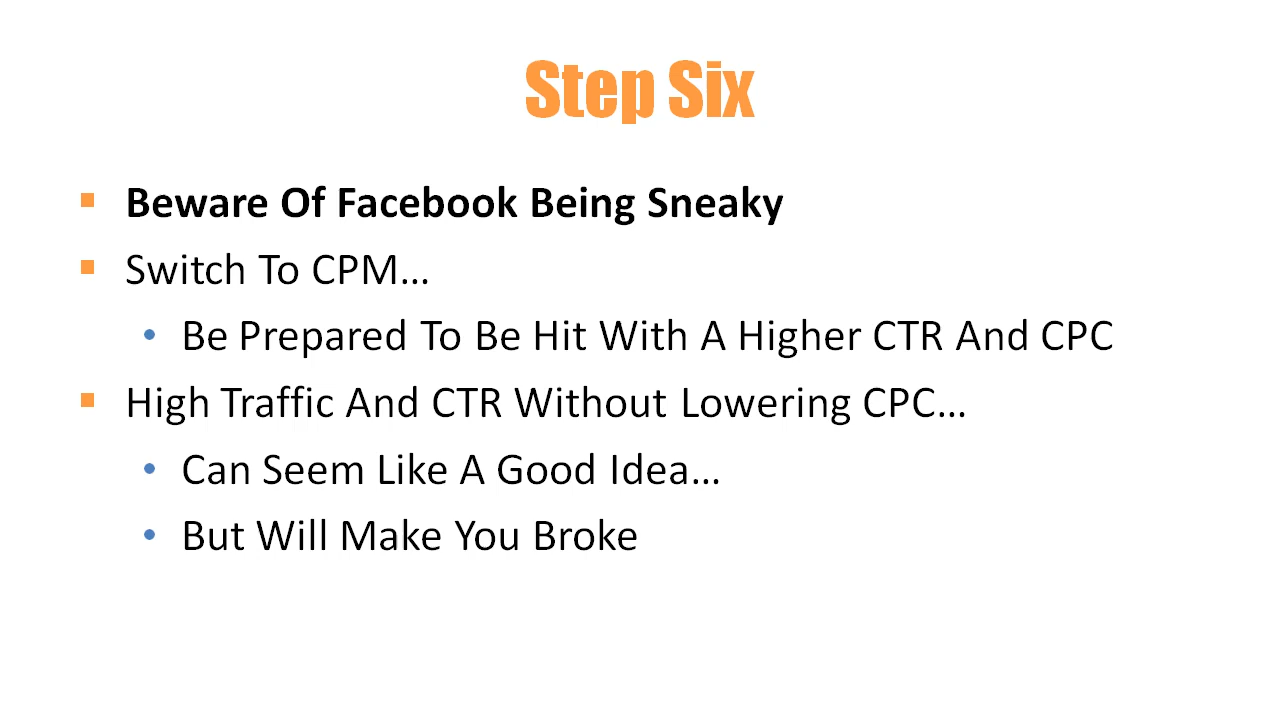 Step Six
Beware Of Facebook Being Sneaky
Switch To CPM…
Be Prepared To Be Hit With A Higher CTR And CPC
High Traffic And CTR Without Lowering CPC…
Can Seem Like A Good Idea…
But Will Make You Broke